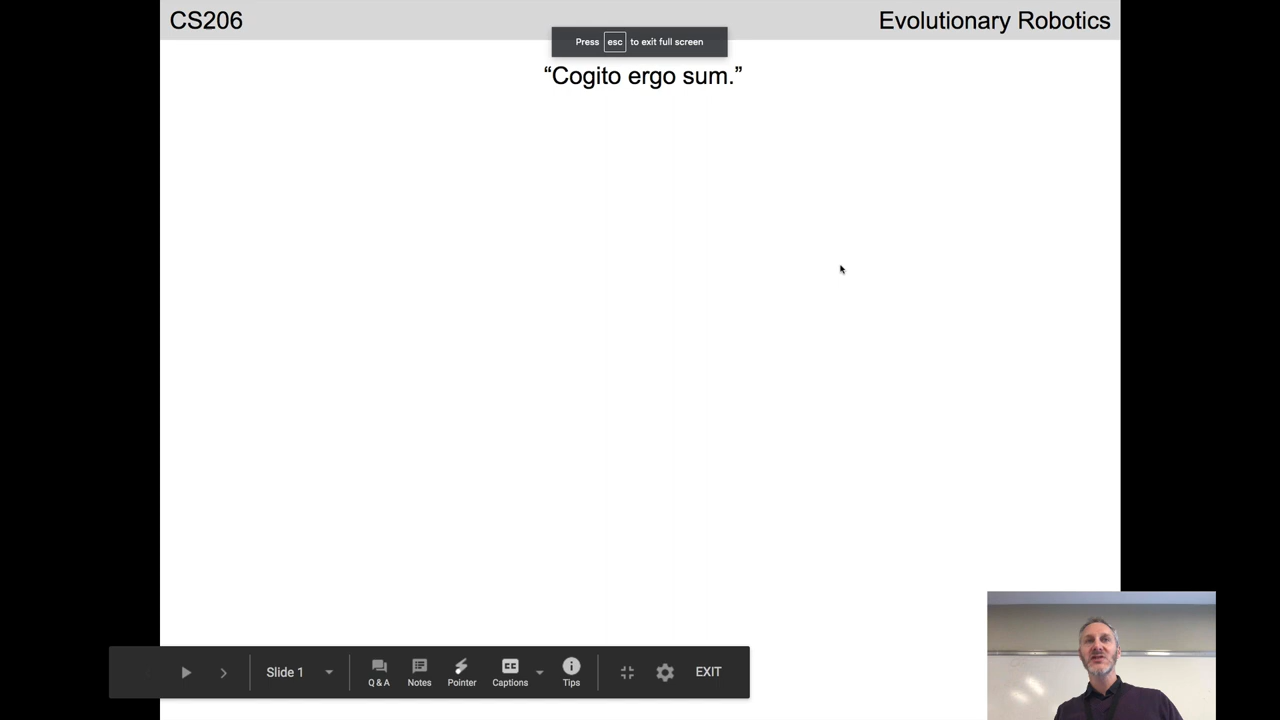 CS206
Evolutionary Robotics
Press esc to exit full screen
“Cogito ergo sum.”
Slide 1
Q & A
Notes
Pointer
CC
Captions
Tips
EXIT